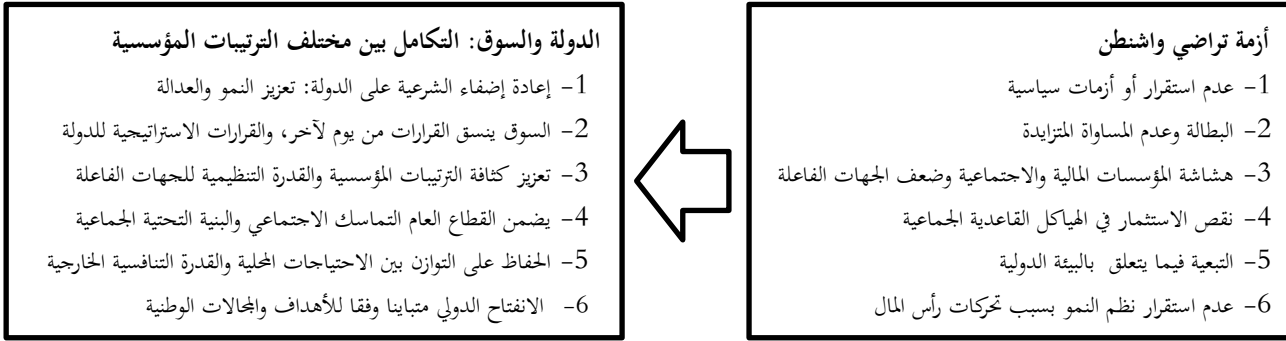 أزمة تراضي واشنطن
1- عدم استقرار أو أزمات سياسية
2- البطالة وعدم المساواة المتزايدة
3- هشاشة المؤسسات المالية والاجتماعية وضعف الجهات الفاعلة
4- نقص الاستثمار في الهياكل القاعدية الجماعية
5- التبعية فيما يتعلق بالبيئة الدولية
6- عدم استقرار نظم النمو بسبب تحركات رأس المال
الدولة والسوق: التكامل بين مختلف الترتيبات المؤسسية
1- إعادة إضفاء الشرعية على الدولة: تعزيز النمو والعدالة
2- السوق ينسق القرارات من يوم لآخر، والقرارات الاستراتيجية للدولة
3- تعزيز كثافة الترتيبات المؤسسية والقدرة التنظيمية للجهات الفاعلة
4- يضمن القطاع العام التماسك الاجتماعي والبنية التحتية الجماعية
5- الحفاظ على التوازن بين الاحتياجات المحلية والقدرة التنافسية الخارجية
6- الانفتاح الدولي متباينا وفقا للأهداف والمجالات الوطنية